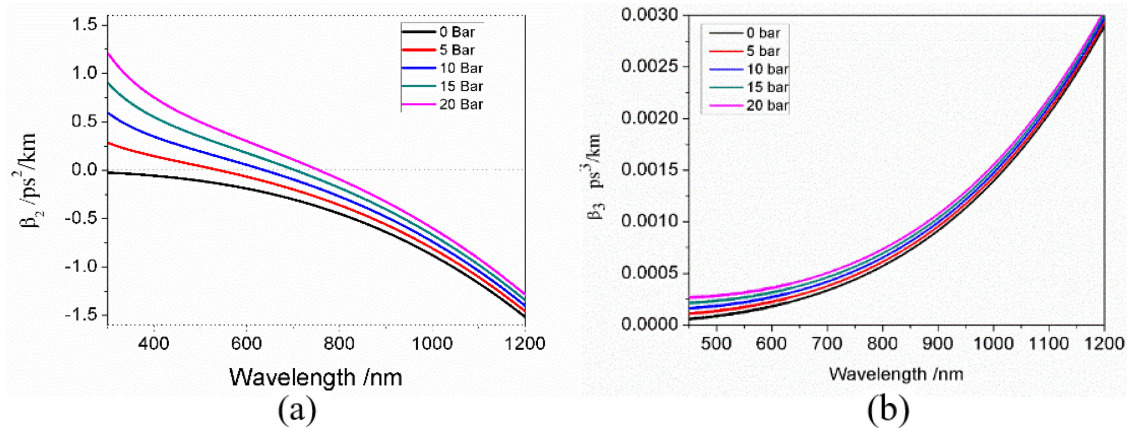 1.5
1.0
0.5
0.0
-0.5
-1.0
-1.5
β₂ /ps²/km
0 Bar
5 Bar
10 Bar
15 Bar
20 Bar
400 600 800 1000 1200
Wavelength /nm
(a)
0.0030
0.0025
0.0020
0.0015
0.0010
0.0005
0.0000
β₃ ps³/km
0 bar
5 bar
10 bar
15 bar
20 bar
500 600 700 800 900 1000 1100 1200
Wavelength /nm
(b)